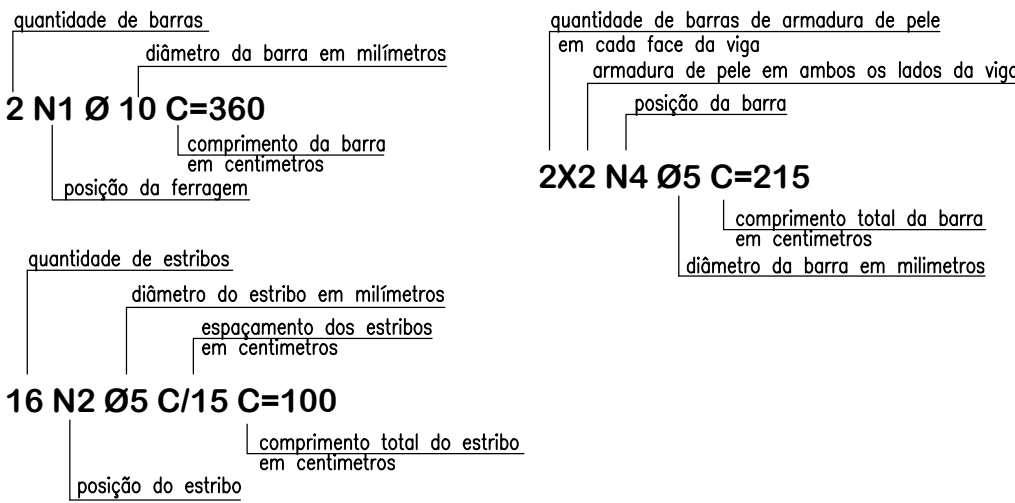 quantidade de barras
diâmetro da barra em milímetros
2 N1 Ø 10 C=360
comprimento da barra
em centimetros
posição da ferragem
quantidade de barras de armadura de pele
em cada face da viga
armadura de pele em ambos os lados da viga
posição da barra
2X2 N4 Ø5 C=215
comprimento total da barra
em centimetros
diâmetro da barra em milimetros
quantidade de estribos
diâmetro do estribo em milímetros
espaçamento dos estribos
em centimetros
16 N2 Ø5 C/15 C=100
comprimento total do estribo
em centimetros
posição do estribo